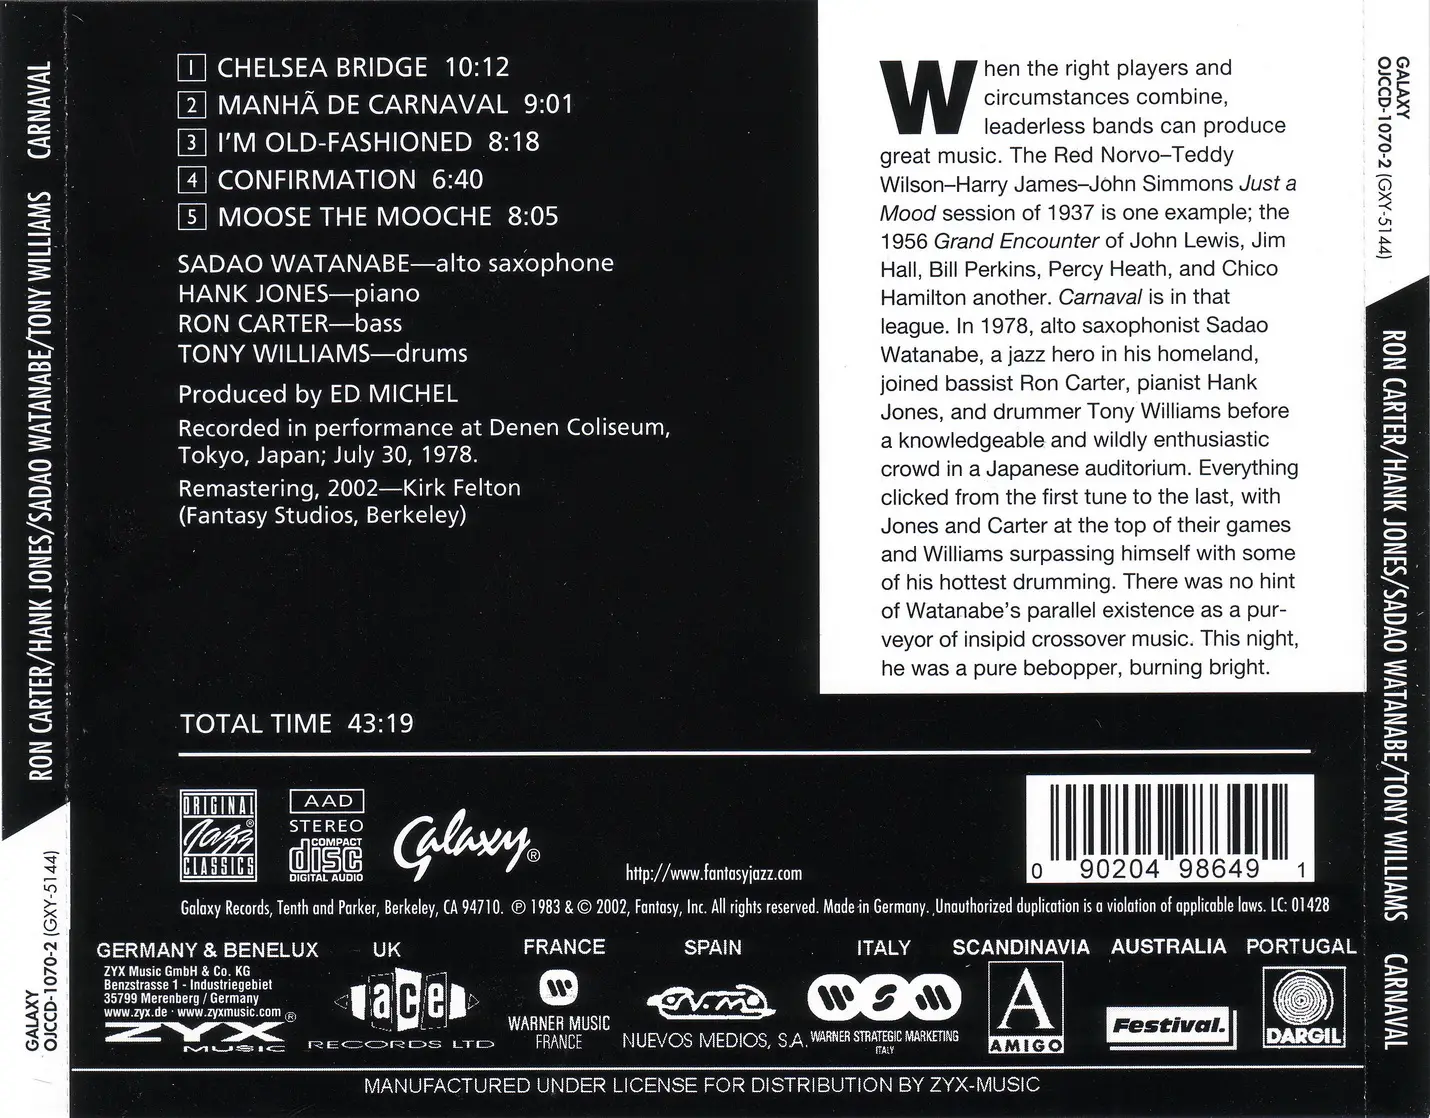 RON CARTER/HANK JONES/SADAO WATANABE/TONY WILLIAMS CARNAVAL
GALAXY
OJCCD-1070-2 (GXY-5144)
1 CHELSEA BRIDGE 10:12
2 MANHÃ DE CARNAVAL 9:01
3 I'M OLD-FASHIONED 8:18
4 CONFIRMATION 6:40
5 MOOSE THE MOOCHE 8:05
SADAO WATANABE—alto saxophone
HANK JONES—piano
RON CARTER—bass
TONY WILLIAMS—drums
Produced by ED MICHEL
Recorded in performance at Denen Coliseum,
Tokyo, Japan; July 30, 1978.
Remastering, 2002—Kirk Felton
(Fantasy Studios, Berkeley)
TOTAL TIME 43:19
When the right players and
circumstances combine,
leaderless bands can produce
great music. The Red Norvo–Teddy
Wilson–Harry James–John Simmons Just a
Mood session of 1937 is one example; the
1956 Grand Encounter of John Lewis, Jim
Hall, Bill Perkins, Percy Heath, and Chico
Hamilton another. Carnaval is in that
league. In 1978, alto saxophonist Sadao
Watanabe, a jazz hero in his homeland,
joined bassist Ron Carter, pianist Hank
Jones, and drummer Tony Williams before
a knowledgeable and wildly enthusiastic
crowd in a Japanese auditorium. Everything
clicked from the first tune to the last, with
Jones and Carter at the top of their games
and Williams surpassing himself with some
of his hottest drumming. There was no hint
of Watanabe's parallel existence as a pur-
veyor of insipid crossover music. This night,
he was a pure bebopper, burning bright.
ORIGINAL
Jazz ®
CLASSICS
AAD
STEREO
COMPACT
disc
DIGITAL AUDIO
Galaxy®
http://www.fantasyjazz.com
0 90204 98649 1
Galaxy Records, Tenth and Parker, Berkeley, CA 94710. ℗ 1983 & © 2002, Fantasy, Inc. All rights reserved. Made in Germany. Unauthorized duplication is a violation of applicable laws. LC: 01428
GERMANY & BENELUX
ZYX Music GmbH & Co. KG
Benzstrasse 1 - Industriegebiet
35799 Merenberg / Germany
www.zyx.de · www.zyxmusic.com
ZYX ®
MUSIC
UK
ace
RECORDS LTD
FRANCE
WARNER MUSIC
FRANCE
SPAIN
NUEVOS MEDIOS, S.A.
ITALY
WSM
WARNER STRATEGIC MARKETING
ITALY
SCANDINAVIA
A
AMIGO
AUSTRALIA
Festival.
PORTUGAL
DARGIL
MANUFACTURED UNDER LICENSE FOR DISTRIBUTION BY ZYX-MUSIC
GALAXY
OJCCD-1070-2 (GXY-5144)
RON CARTER/HANK JONES/SADAO WATANABE/TONY WILLIAMS CARNAVAL